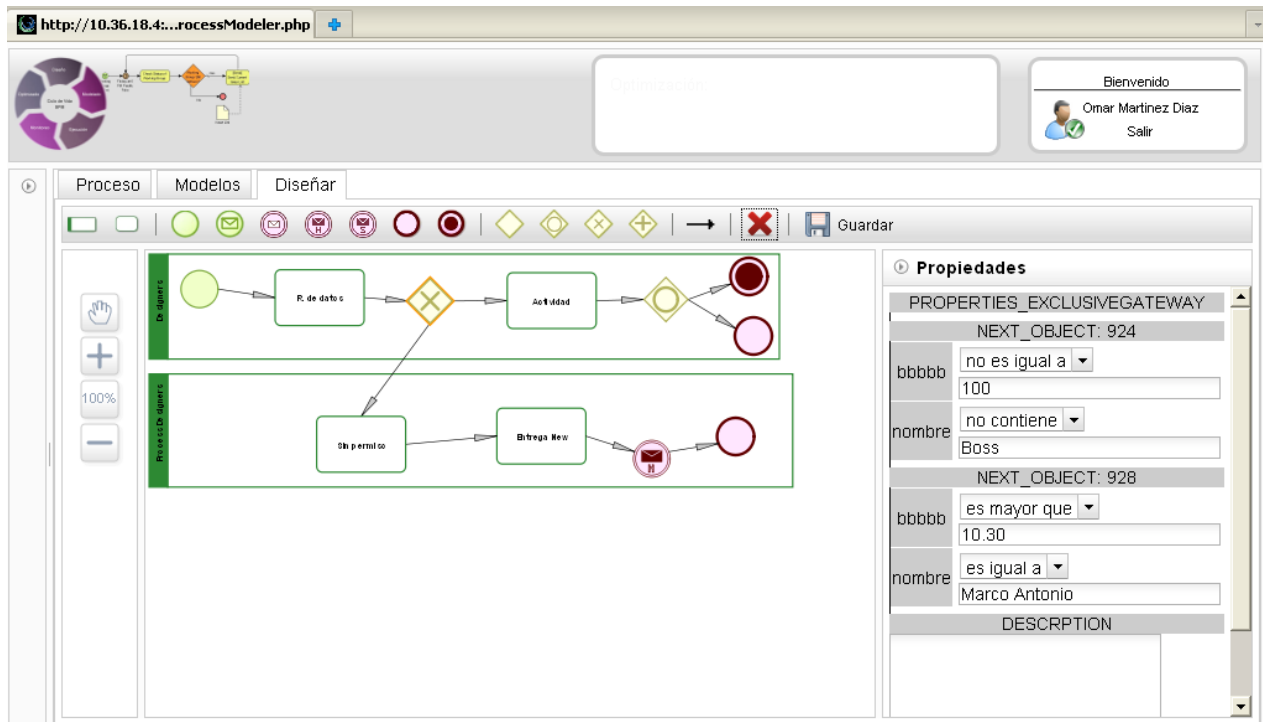 http://10.36.18.4:...rocessModeler.php
Optimización
Bienvenido
Omar Martinez Diaz
Salir
Proceso
Modelos
Diseñar
H
S
Guardar
100%
Designers
R. de datos
Actividad
ProcessDesigners
Sin permiso
Entrega New
H
Propiedades
PROPERTIES_EXCLUSIVEGATEWAY
NEXT_OBJECT: 924
bbbbb
no es igual a
100
nombre
no contiene
Boss
NEXT_OBJECT: 928
bbbbb
es mayor que
10.30
nombre
es igual a
Marco Antonio
DESCRPTION